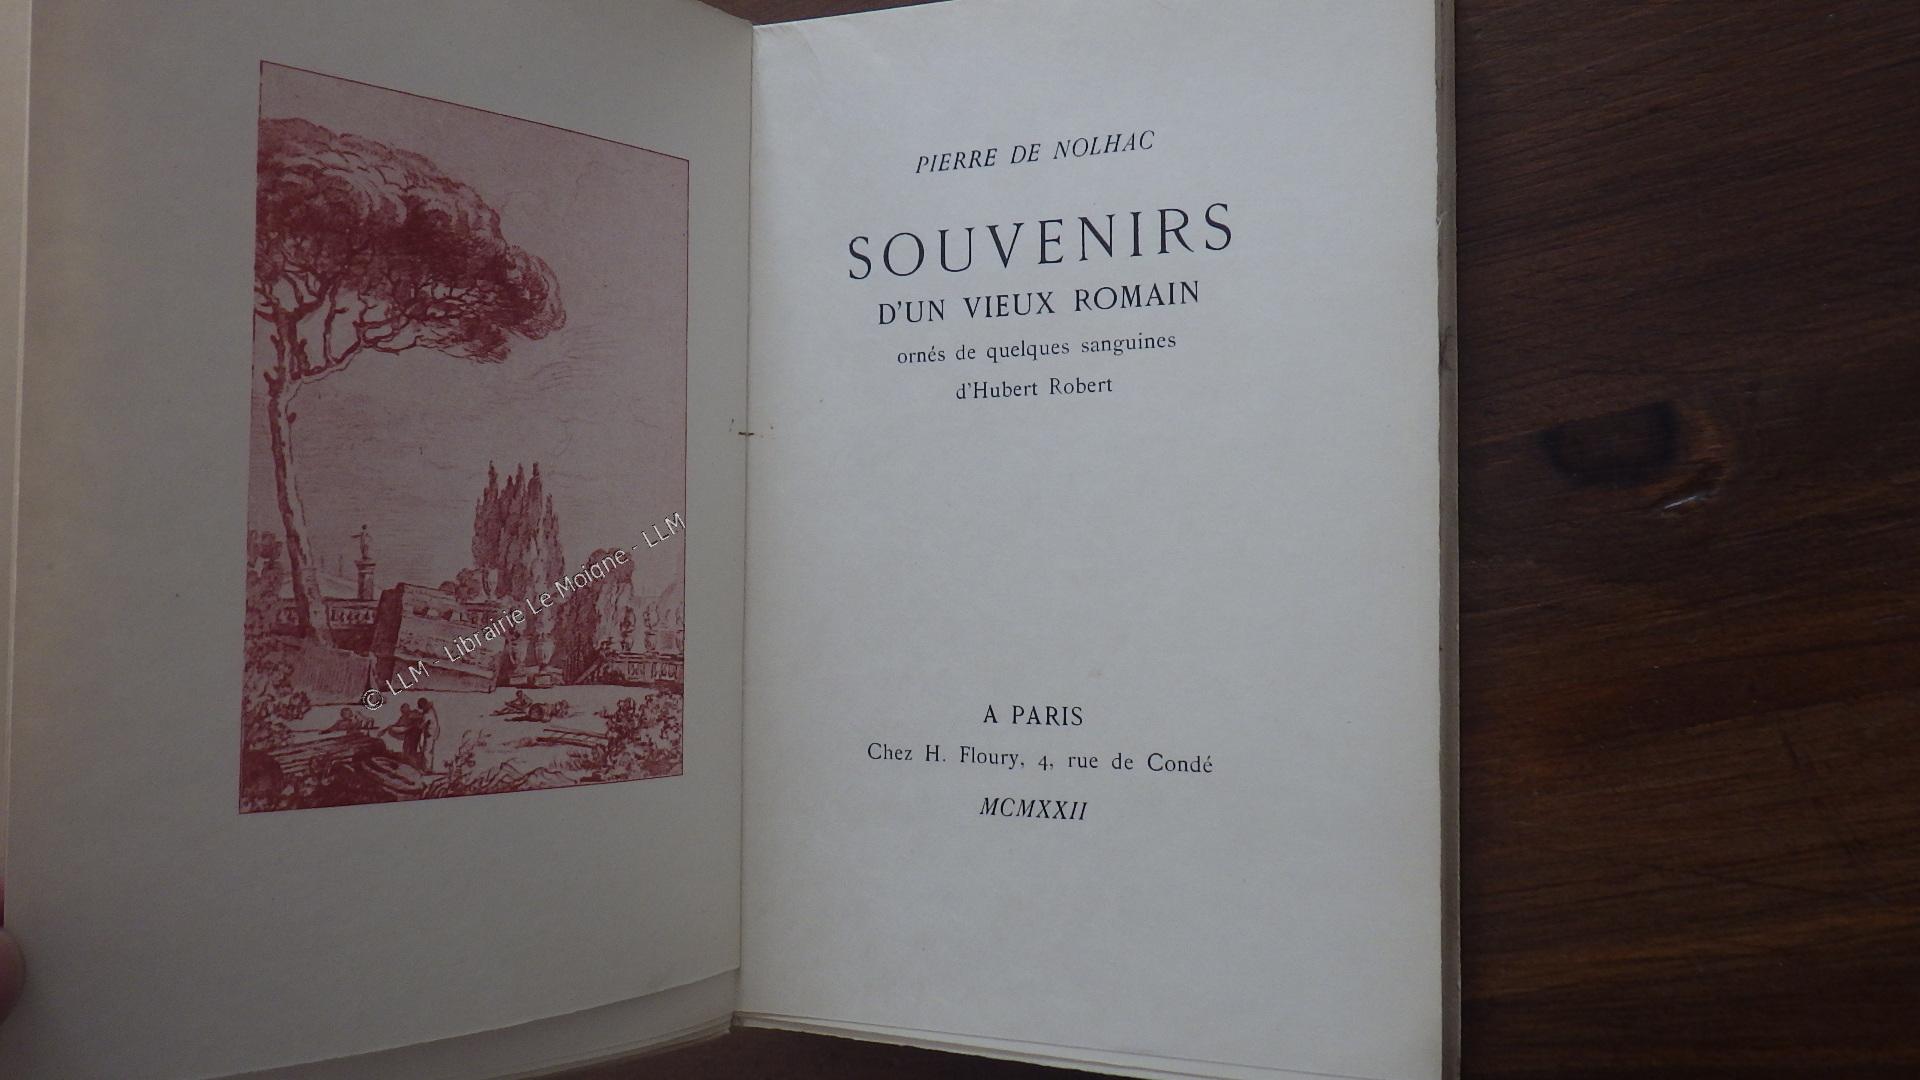 © LLM - Librairie Le Moigne - LLM
PIERRE DE NOLHAC
SOUVENIRS
D'UN VIEUX ROMAIN
ornés de quelques sanguines
d'Hubert Robert
A PARIS
Chez H. Floury, 4, rue de Condé
MCMXXII